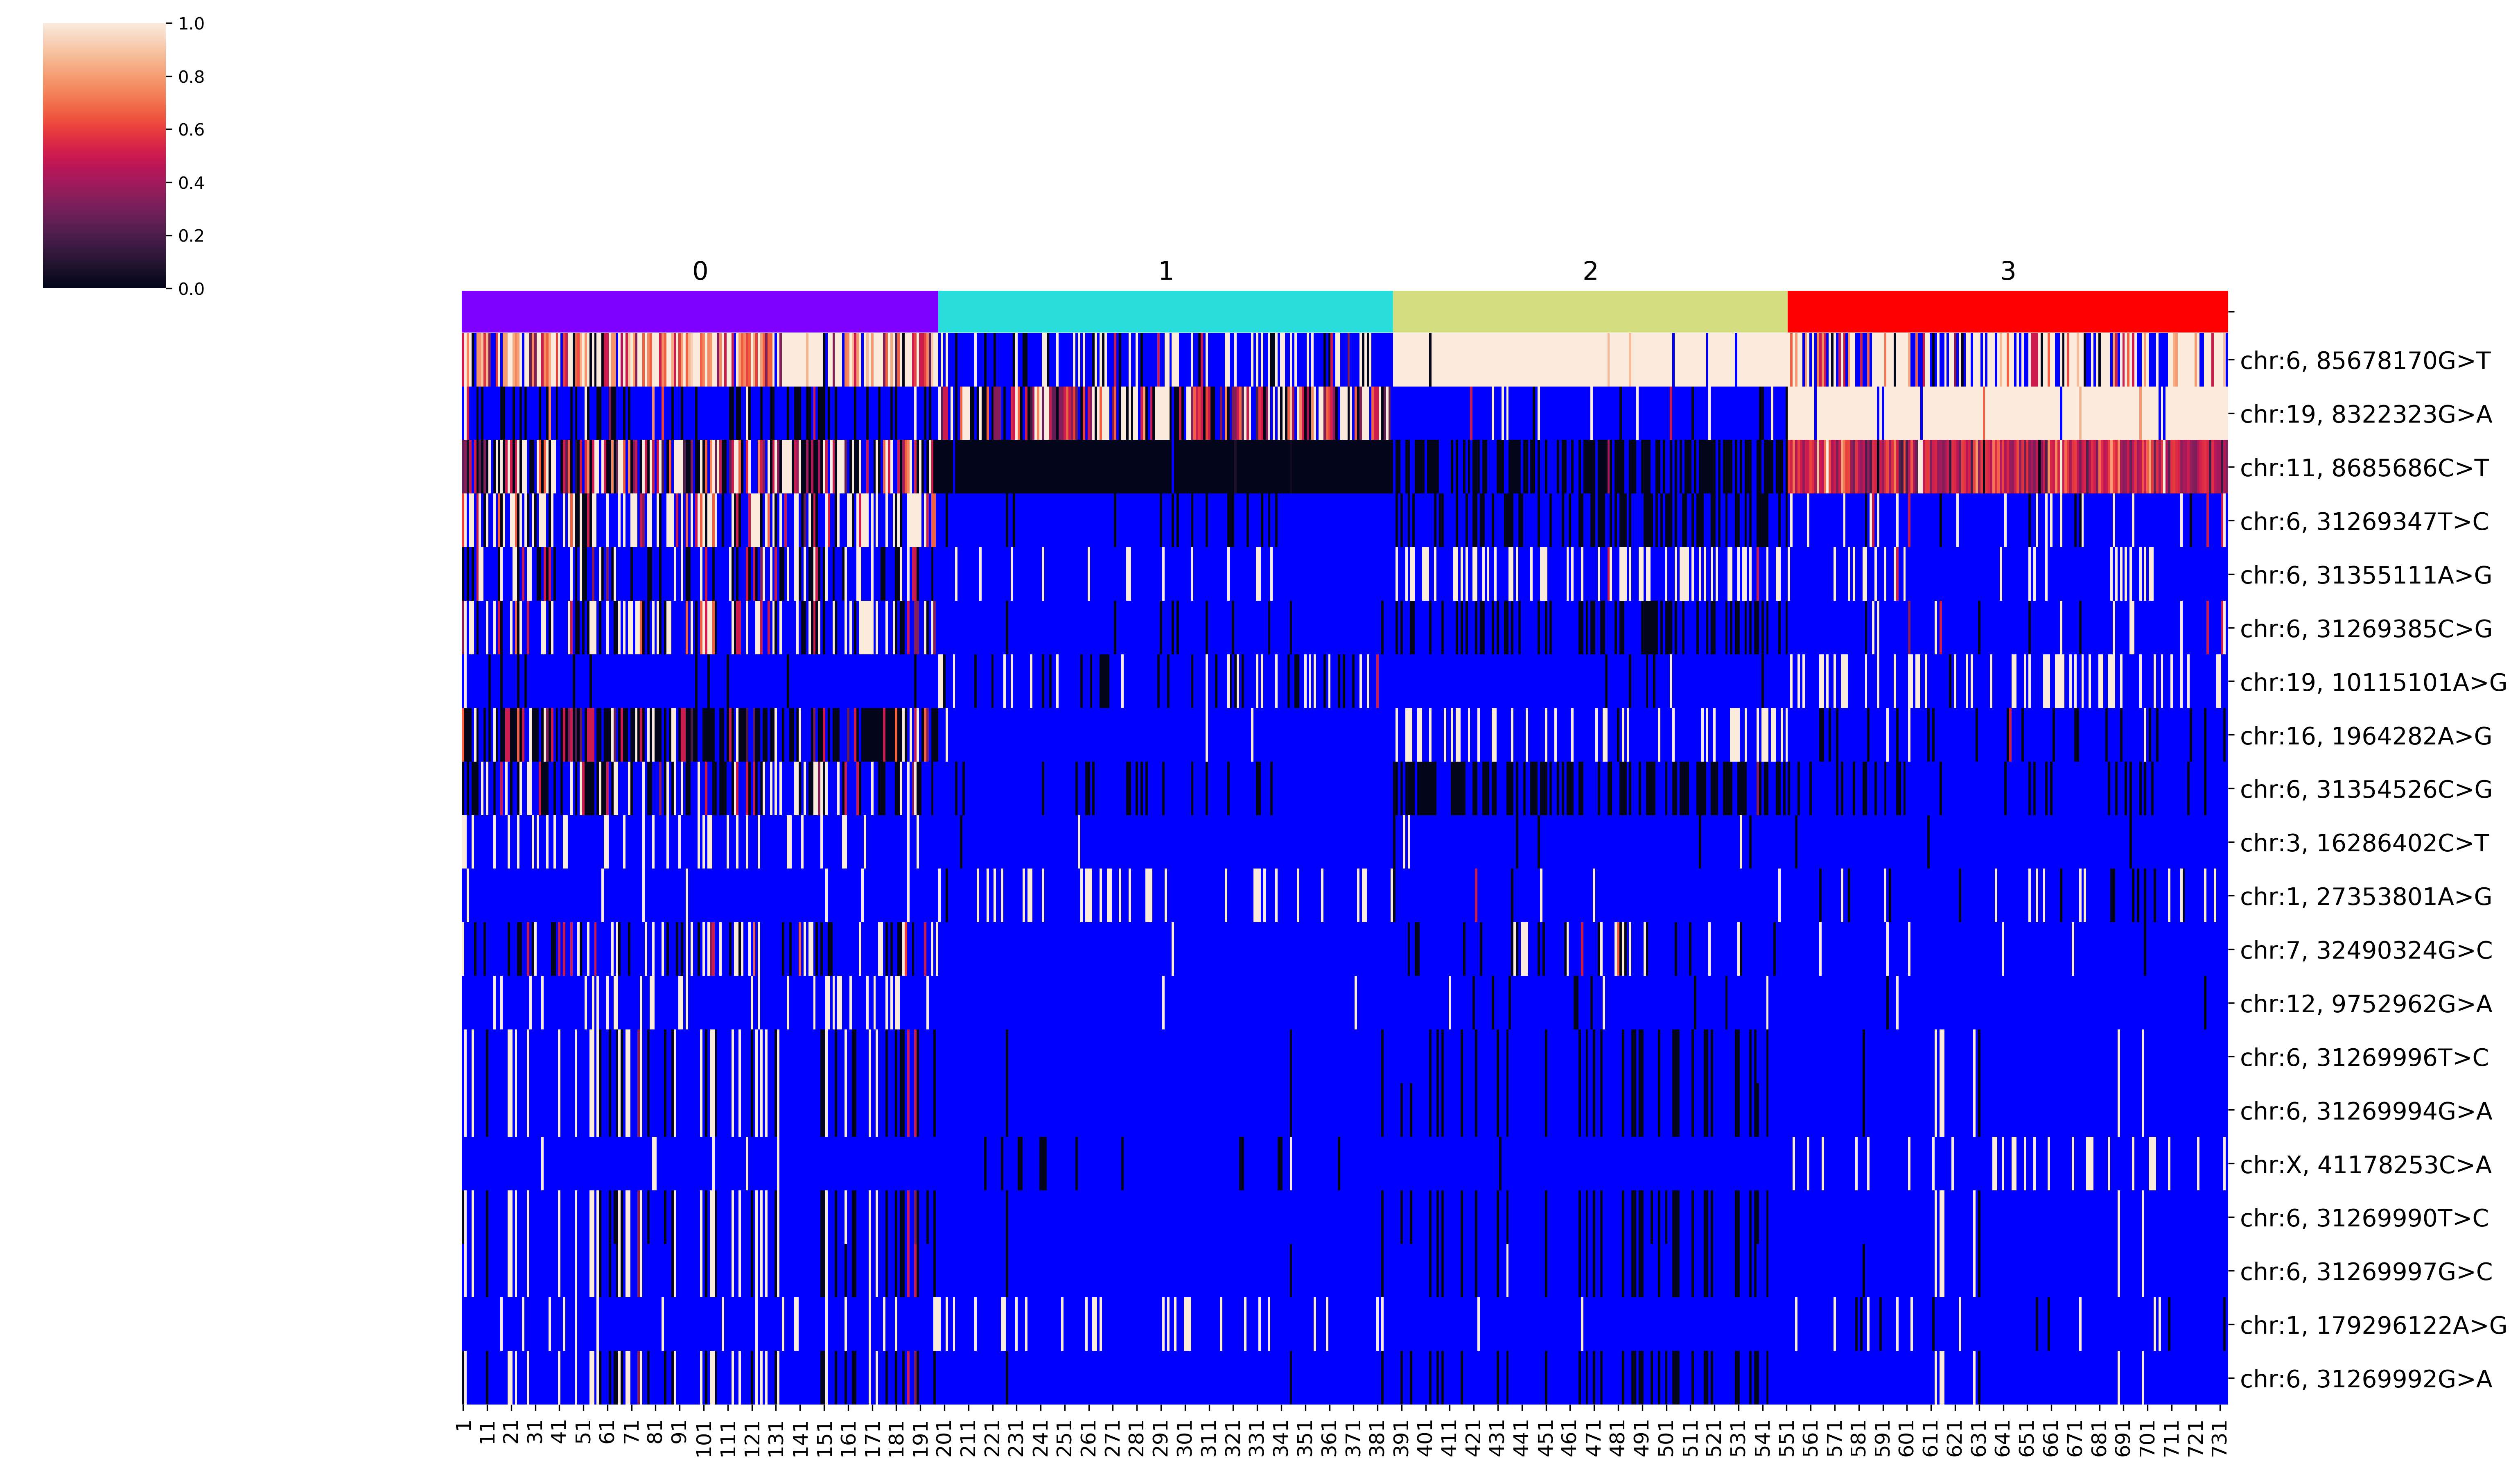 1.0
0.8
0.6
0.4
0.2
0.0
0 1 2 3
chr:6, 85678170G>T
chr:19, 8322323G>A
chr:11, 8685686C>T
chr:6, 31269347T>C
chr:6, 31355111A>G
chr:6, 31269385C>G
chr:19, 10115101A>G
chr:16, 1964282A>G
chr:6, 31354526C>G
chr:3, 16286402C>T
chr:1, 27353801A>G
chr:7, 32490324G>C
chr:12, 9752962G>A
chr:6, 31269996T>C
chr:6, 31269994G>A
chr:X, 41178253C>A
chr:6, 31269990T>C
chr:6, 31269997G>C
chr:1, 179296122A>G
chr:6, 31269992G>A
1 11 21 31 41 51 61 71 81 91 101 111 121 131 141 151 161 171 181 191 201 211 221 231 241 251 261 271 281 291 301 311 321 331 341 351 361 371 381 391 401 411 421 431 441 451 461 471 481 491 501 511 521 531 541 551 561 571 581 591 601 611 621 631 641 651 661 671 681 691 701 711 721 731